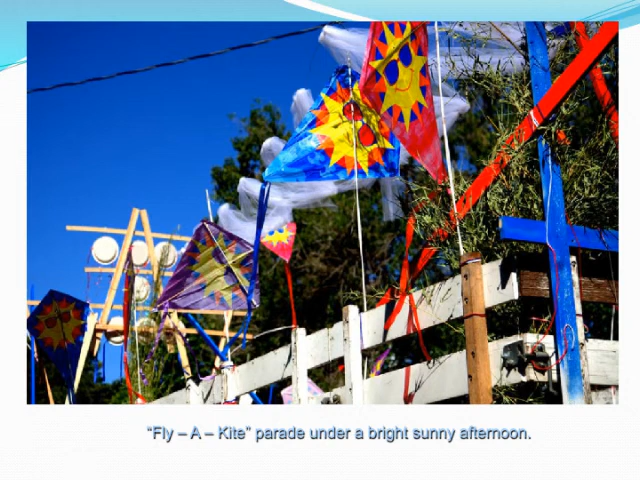 “Fly – A – Kite” parade under a bright sunny afternoon.